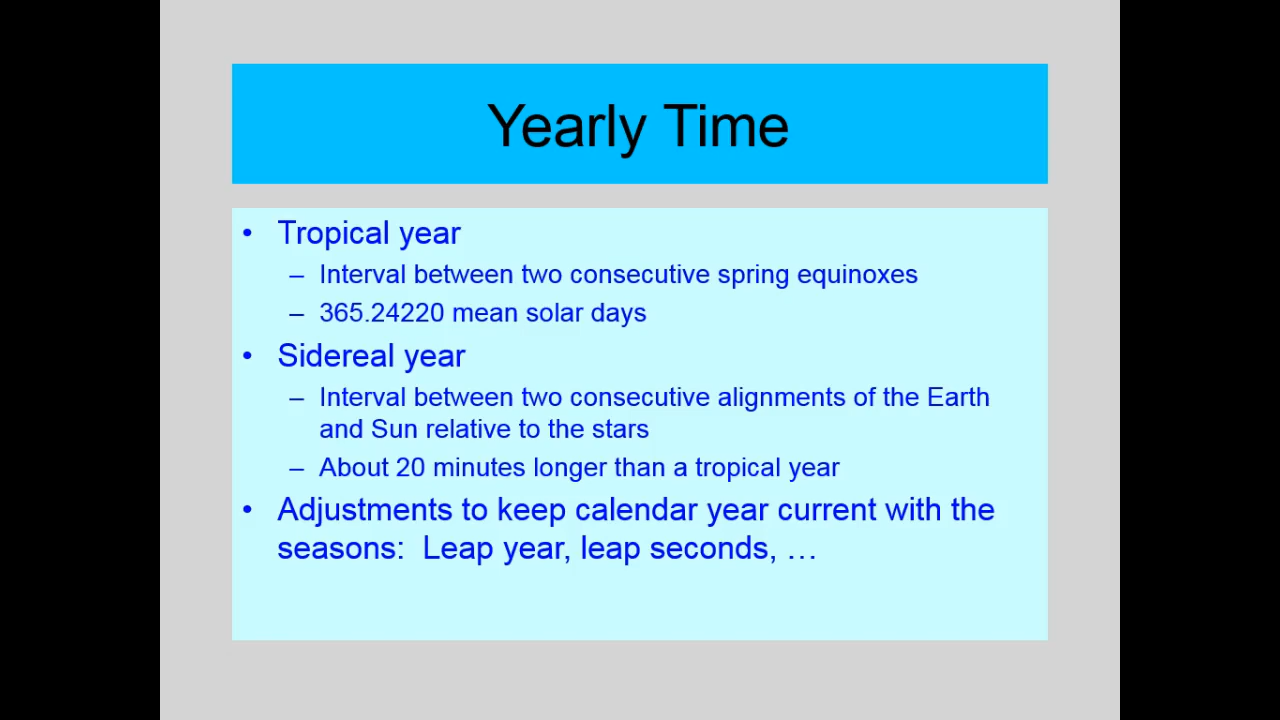 Yearly Time
• Tropical year
– Interval between two consecutive spring equinoxes
– 365.24220 mean solar days
• Sidereal year
– Interval between two consecutive alignments of the Earth
and Sun relative to the stars
– About 20 minutes longer than a tropical year
• Adjustments to keep calendar year current with the
seasons:  Leap year, leap seconds, …